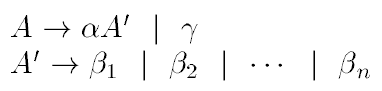 A → αA′ | γ
A′ → β₁ | β₂ | ⋯ | βₙ